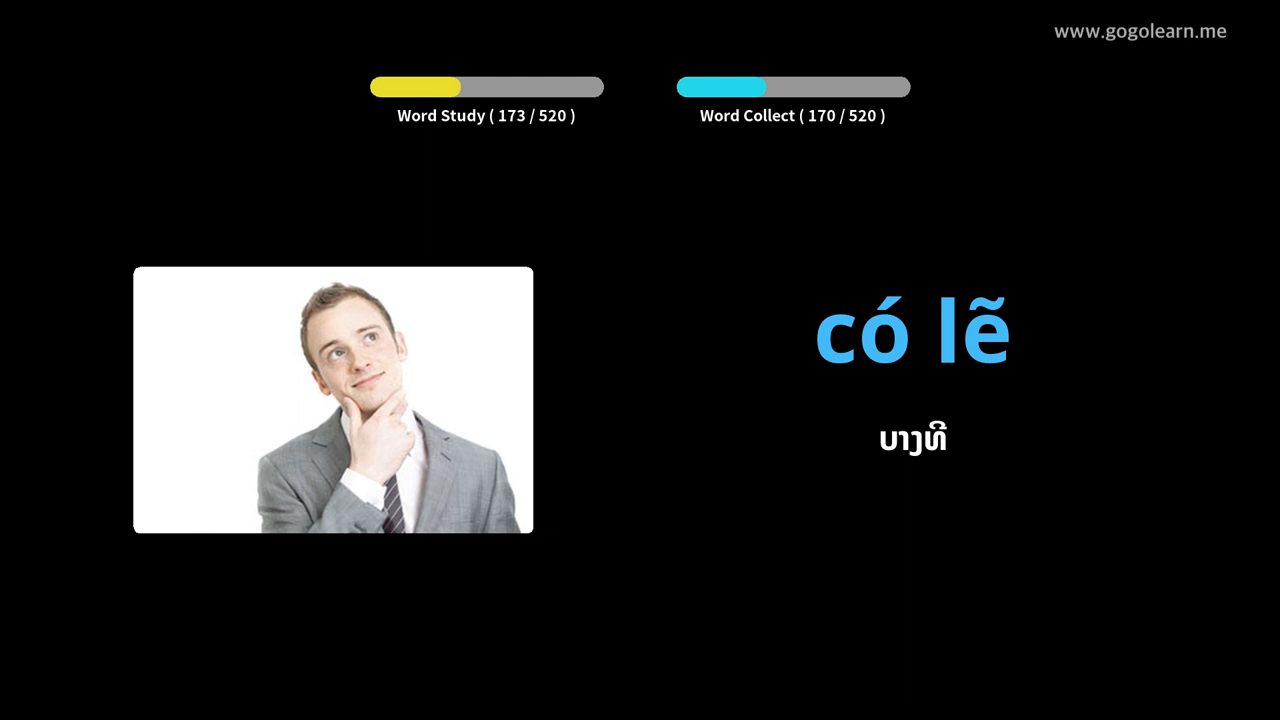 www.gogolearn.me
Word Study ( 173 / 520 )
Word Collect ( 170 / 520 )
có lẽ
ບາງທີ